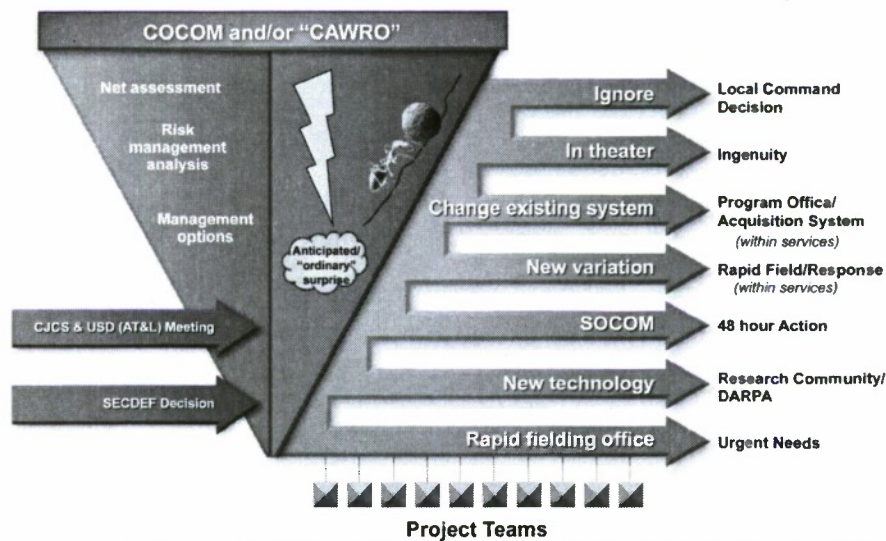 COCOM and/or “CAWRO”
Net assessment
Risk
management
analysis
Management
options
Anticipated/
“ordinary”
surprise
CJCS & USD (AT&L) Meeting
SECDEF Decision
Ignore
Local Command
Decision
In theater
Ingenuity
Change existing system
Program Offica/
Acquisition System
(within services)
New variation
Rapid Field/Response
(within services)
SOCOM
48 hour Action
New technology
Research Community/
DARPA
Rapid fielding office
Urgent Needs
Project Teams